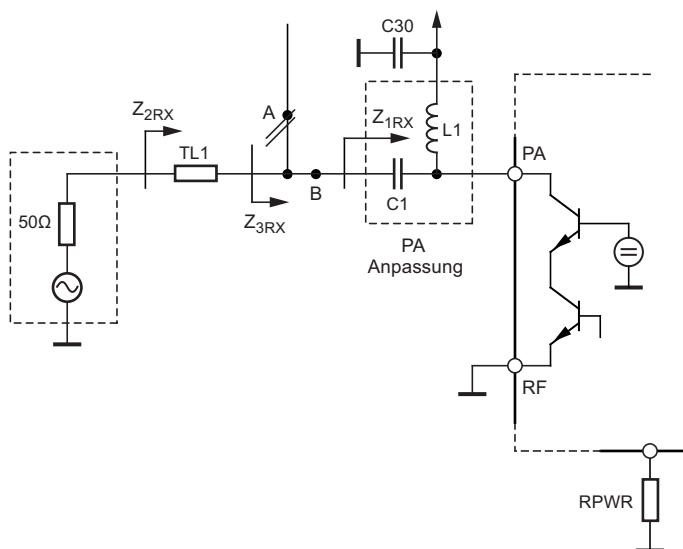 C30
A
Z2RX
Z1RX
L1
TL1
PA
B
C1
50Ω
Z3RX
PA
Anpassung
RF
RPWR